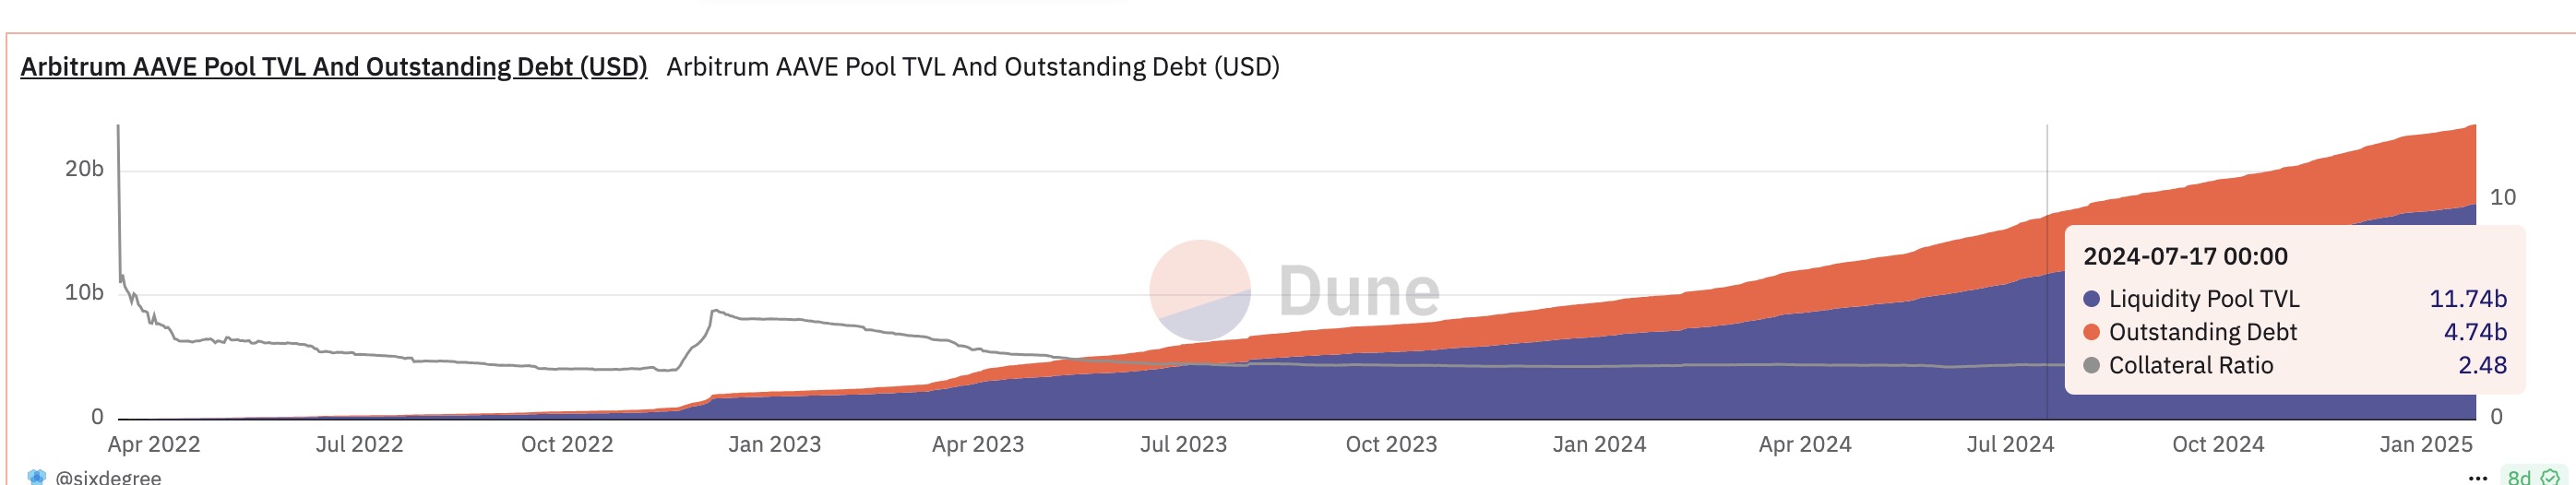 Arbitrum AAVE Pool TVL And Outstanding Debt (USD) Arbitrum AAVE Pool TVL And Outstanding Debt (USD)
20b
10b
0
10
0
Dune
2024-07-17 00:00
Liquidity Pool TVL 11.74b
Outstanding Debt 4.74b
Collateral Ratio 2.48
Apr 2022 Jul 2022 Oct 2022 Jan 2023 Apr 2023 Jul 2023 Oct 2023 Jan 2024 Apr 2024 Jul 2024 Oct 2024 Jan 2025
@sixdegree ... 8d